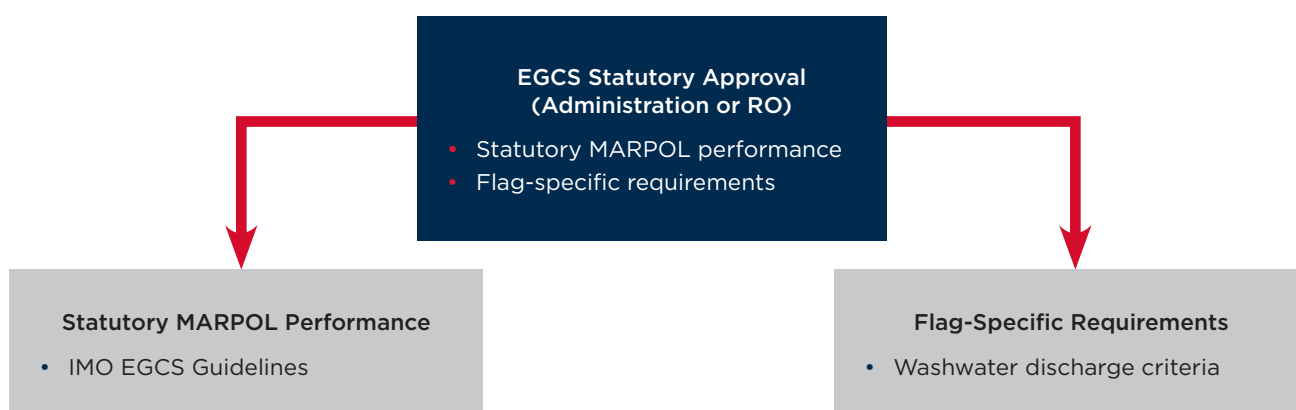 EGCS Statutory Approval
(Administration or RO)
• Statutory MARPOL performance
• Flag-specific requirements
Statutory MARPOL Performance
• IMO EGCS Guidelines
Flag-Specific Requirements
• Washwater discharge criteria